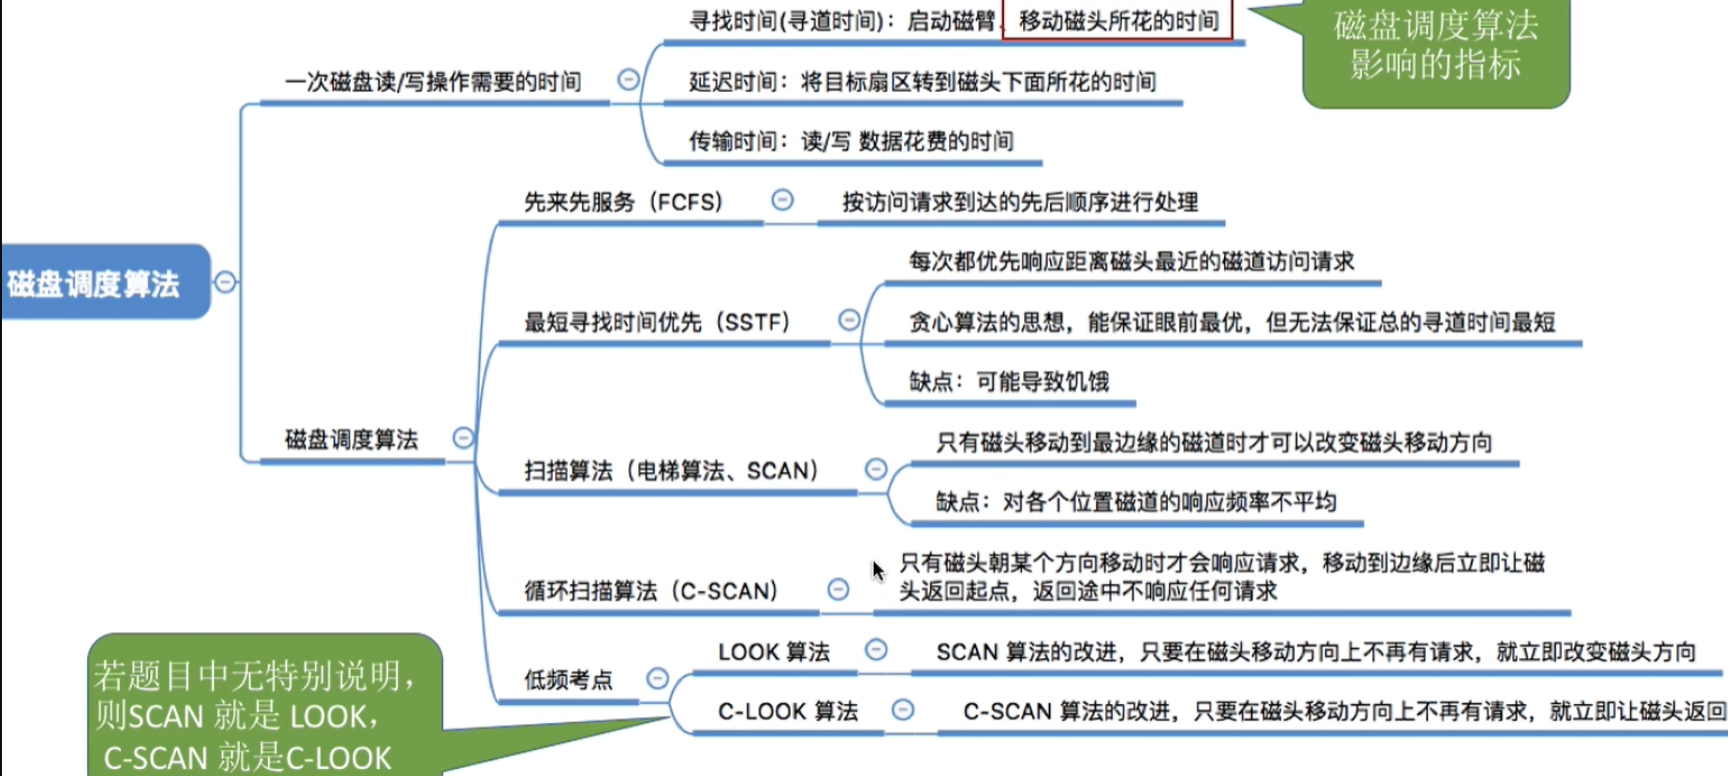 寻找时间(寻道时间)：启动磁臂、移动磁头所花的时间
磁盘调度算法
影响的指标
一次磁盘读/写操作需要的时间
延迟时间：将目标扇区转到磁头下面所花的时间
传输时间：读/写 数据花费的时间
磁盘调度算法
磁盘调度算法
先来先服务（FCFS）
按访问请求到达的先后顺序进行处理
最短寻找时间优先（SSTF）
每次都优先响应距离磁头最近的磁道访问请求
贪心算法的思想，能保证眼前最优，但无法保证总的寻道时间最短
缺点：可能导致饥饿
扫描算法（电梯算法、SCAN）
只有磁头移动到最边缘的磁道时才可以改变磁头移动方向
缺点：对各个位置磁道的响应频率不平均
循环扫描算法（C-SCAN）
只有磁头朝某个方向移动时才会响应请求，移动到边缘后立即让磁
头返回起点，返回途中不响应任何请求
低频考点
LOOK 算法
SCAN 算法的改进，只要在磁头移动方向上不再有请求，就立即改变磁头方向
C-LOOK 算法
C-SCAN 算法的改进，只要在磁头移动方向上不再有请求，就立即让磁头返回
若题目中无特别说明，
则SCAN 就是 LOOK，
C-SCAN 就是C-LOOK